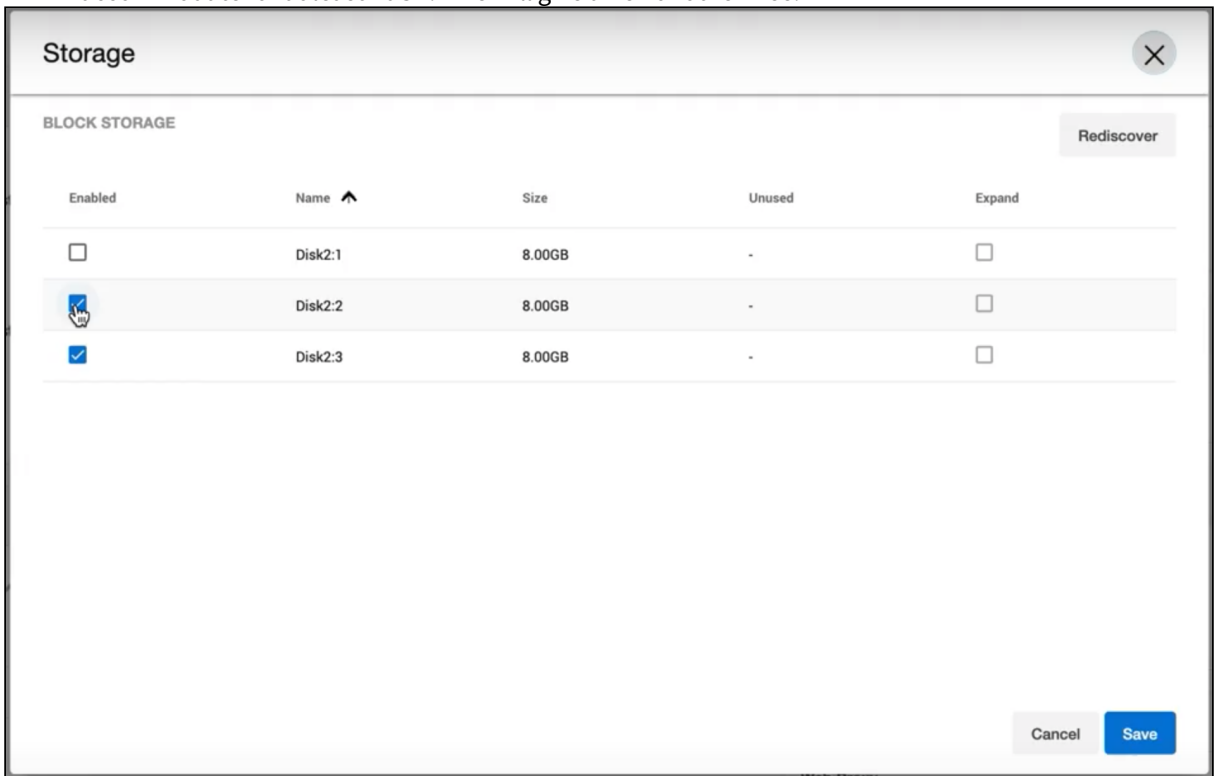 Storage
BLOCK STORAGE
Rediscover
Enabled Name Size Unused Expand
Disk2:1 8.00GB -
Disk2:2 8.00GB -
Disk2:3 8.00GB -
Cancel Save